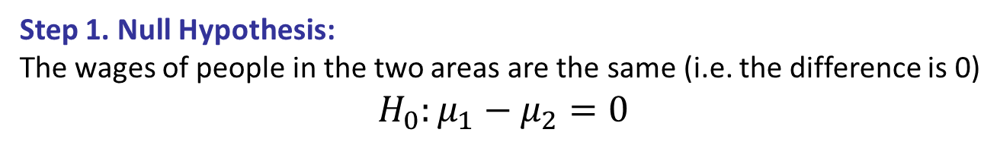 Step 1. Null Hypothesis:
The wages of people in the two areas are the same (i.e. the difference is 0)
H₀: μ₁ − μ₂ = 0